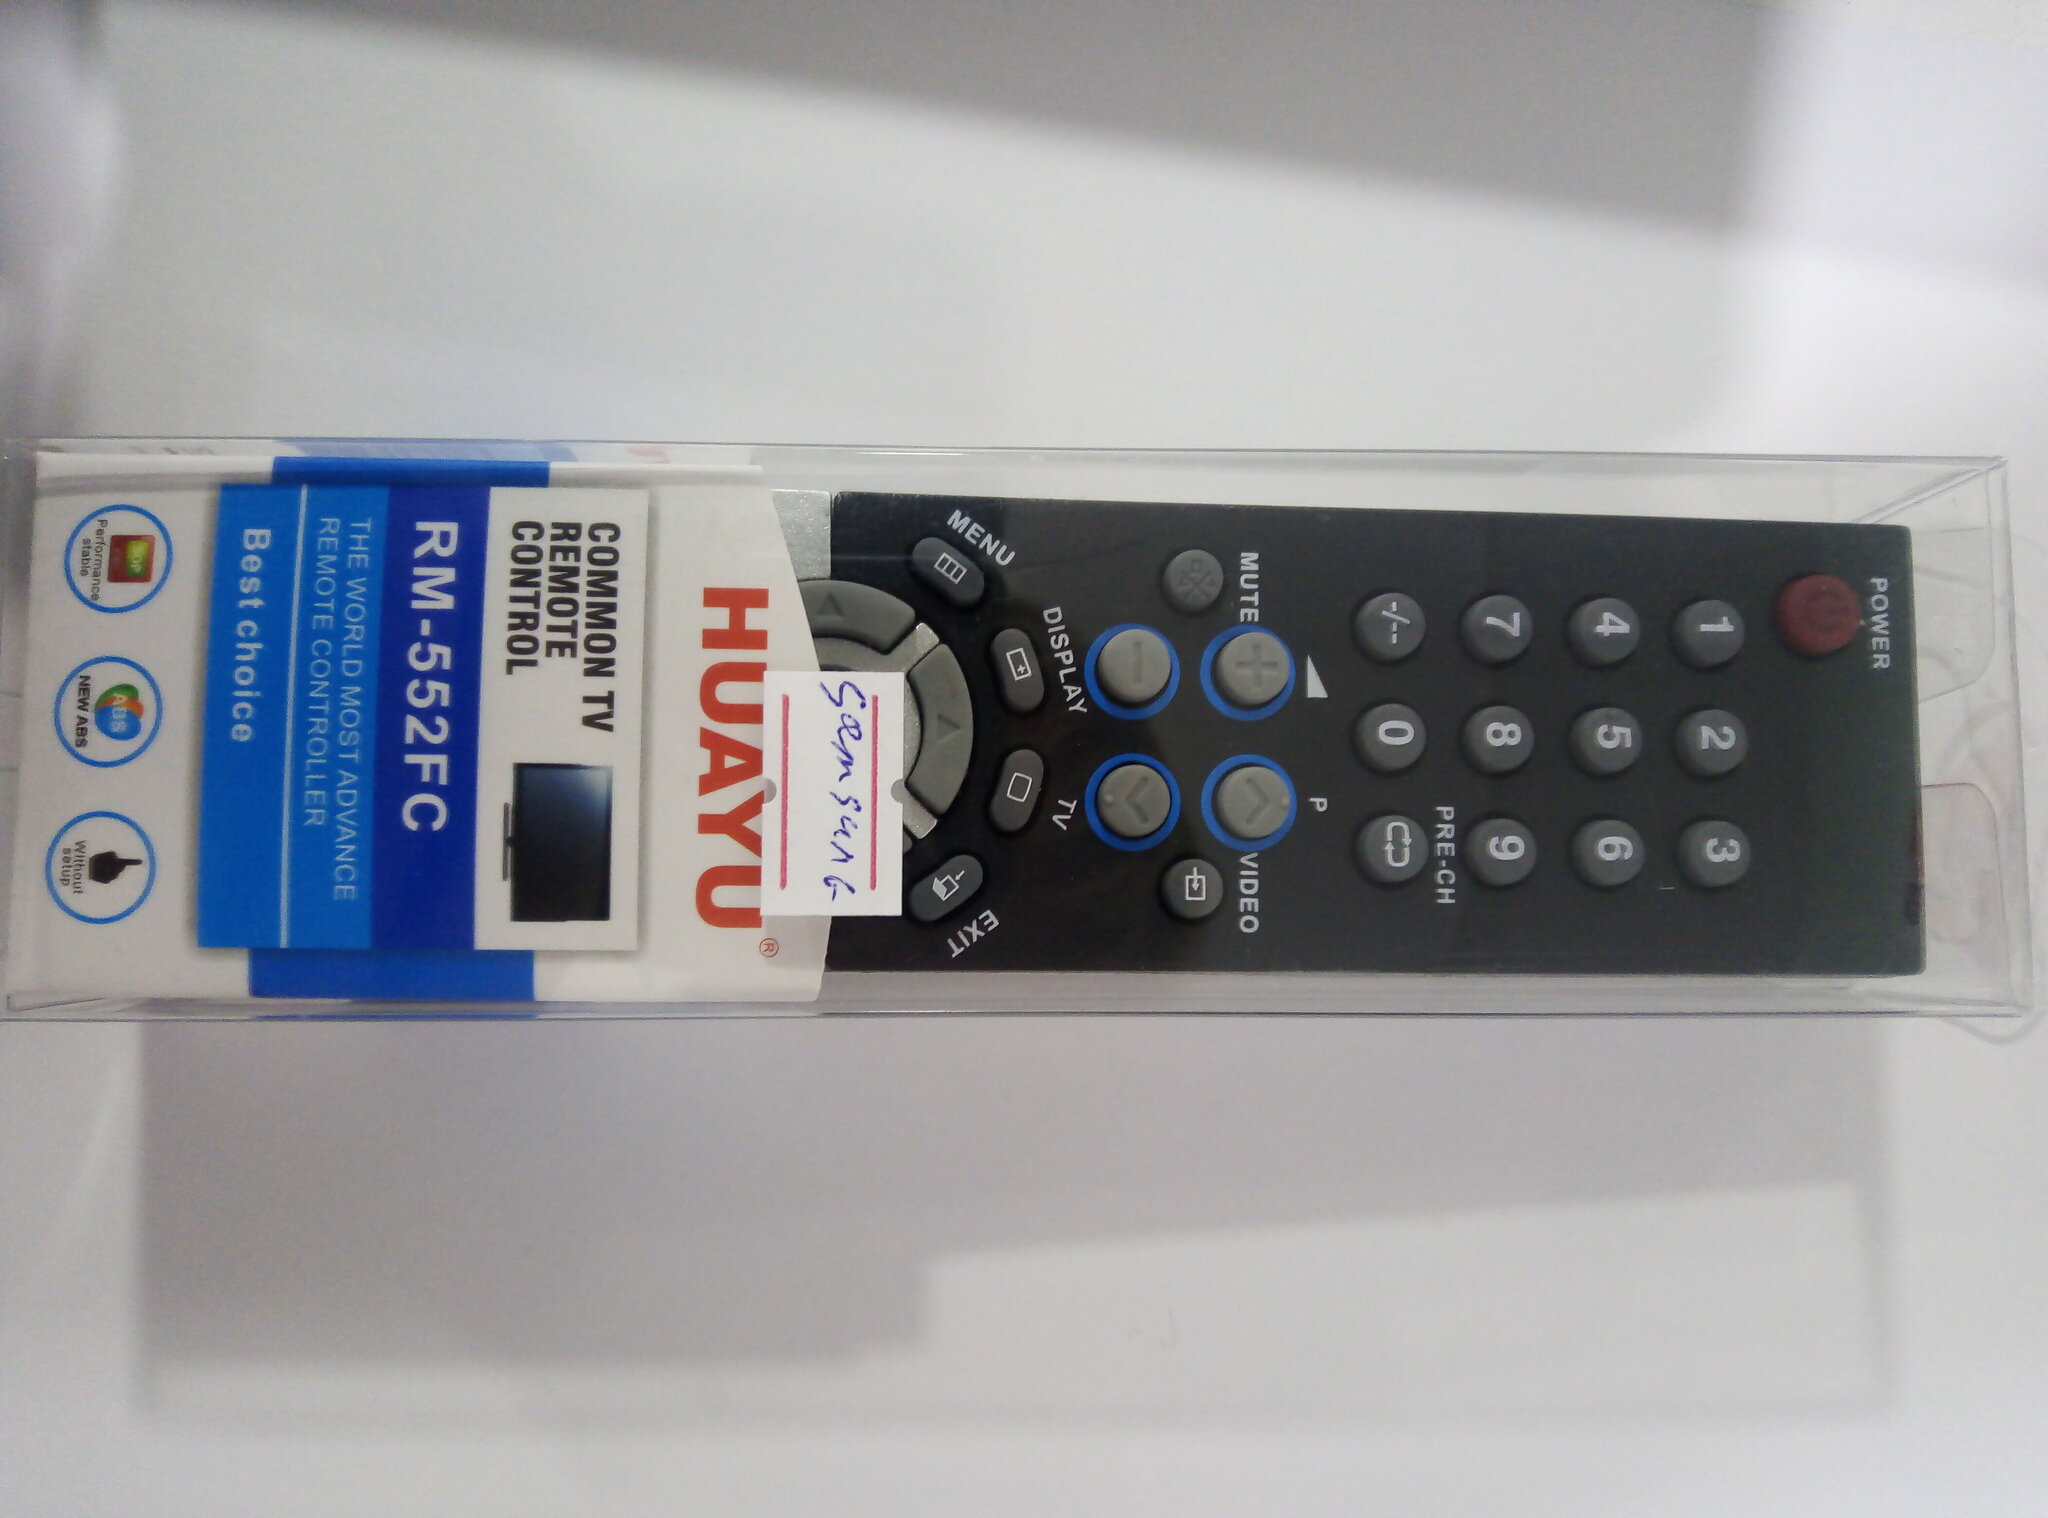 POWER
1 2 3
4 5 6
7 8 9
-/-- 0
PRE-CH
P
MUTE
VIDEO
DISPLAY
TV
MENU
EXIT
SamsunG
HUAYU®
COMMON TV
REMOTE
CONTROL
RM-552FC
THE WORLD MOST ADVANCE
REMOTE CONTROLLER
Best choice
TOP
Performance
stable
ABS
NEW ABS
Without
setup